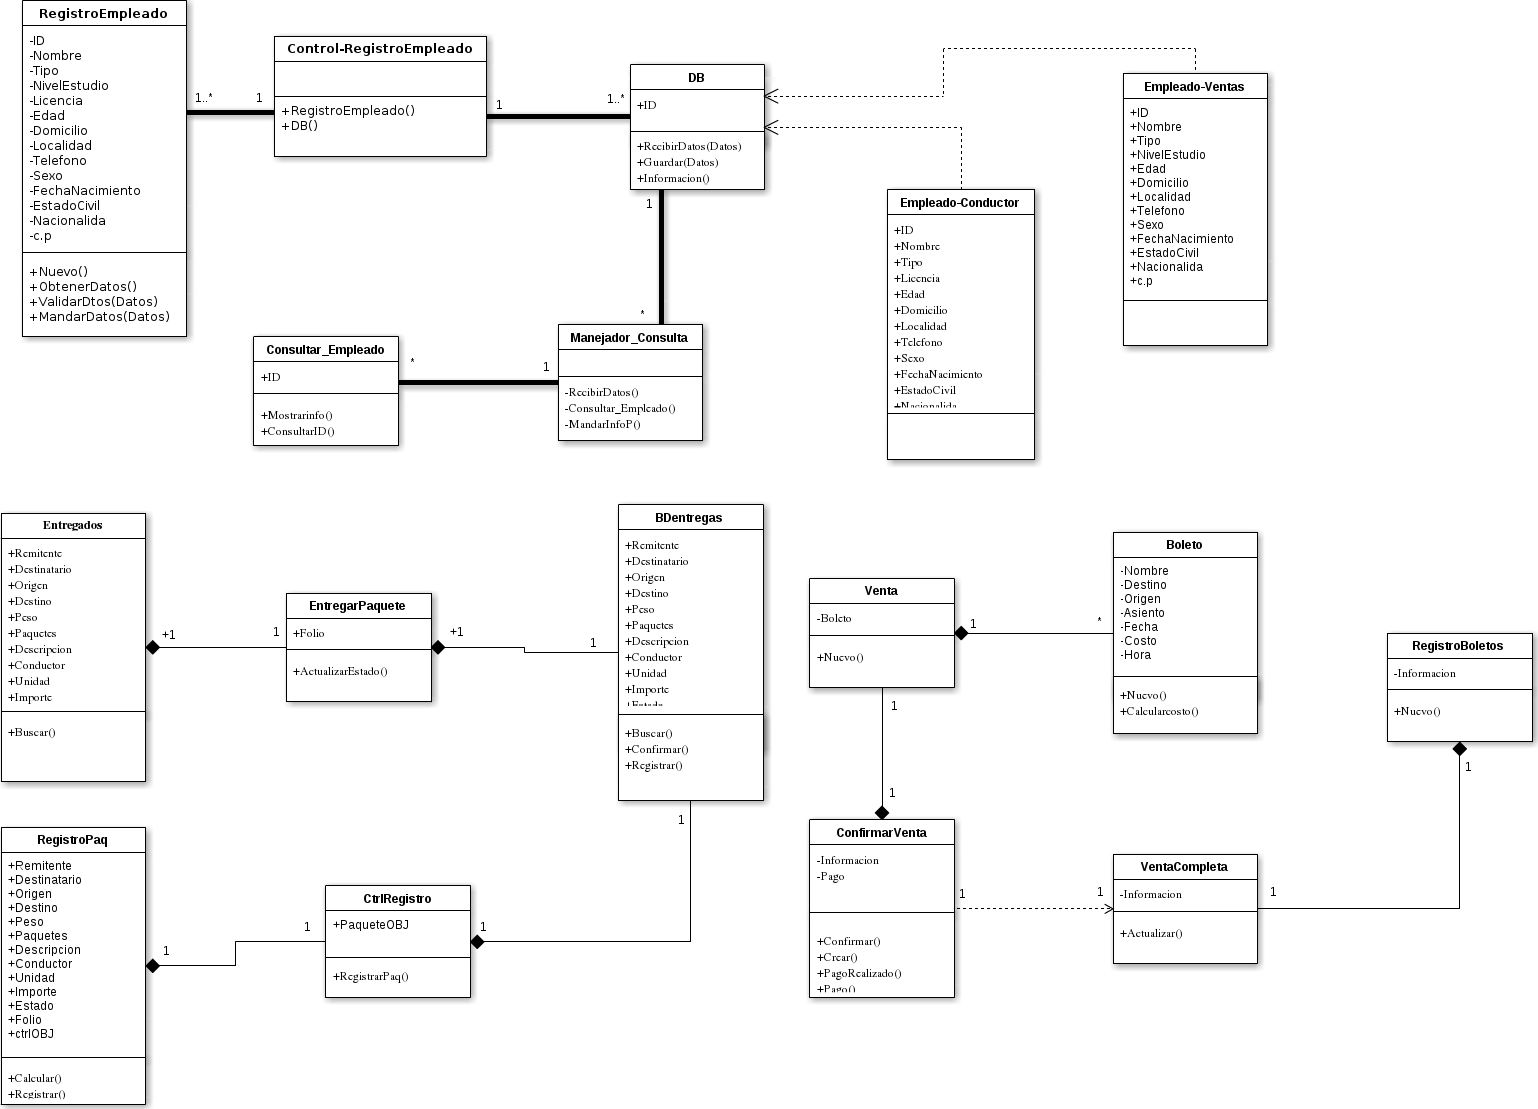 RegistroEmpleado
-ID
-Nombre
-Tipo
-NivelEstudio
-Licencia
-Edad
-Domicilio
-Localidad
-Telefono
-Sexo
-FechaNacimiento
-EstadoCivil
-Nacionalida
-c.p
+Nuevo()
+ObtenerDatos()
+ValidarDtos(Datos)
+MandarDatos(Datos)
1..*
1
Control-RegistroEmpleado
+RegistroEmpleado()
+DB()
1
1..*
DB
+ID
+RecibirDatos(Datos)
+Guardar(Datos)
+Informacion()
1
*
Empleado-Ventas
+ID
+Nombre
+Tipo
+NivelEstudio
+Edad
+Domicilio
+Localidad
+Telefono
+Sexo
+FechaNacimiento
+EstadoCivil
+Nacionalida
+c.p
Empleado-Conductor
+ID
+Nombre
+Tipo
+Licencia
+Edad
+Domicilio
+Localidad
+Telefono
+Sexo
+FechaNacimiento
+EstadoCivil
+Nacionalida
Consultar_Empleado
+ID
+Mostrarinfo()
+ConsultarID()
*
1
Manejador_Consulta
-RecibirDatos()
-Consultar_Empleado()
-MandarInfoP()
Entregados
+Remitente
+Destinatario
+Origen
+Destino
+Peso
+Paquetes
+Descripcion
+Conductor
+Unidad
+Importe
+Buscar()
+1
1
EntregarPaquete
+Folio
+ActualizarEstado()
+1
1
BDentregas
+Remitente
+Destinatario
+Origen
+Destino
+Peso
+Paquetes
+Descripcion
+Conductor
+Unidad
+Importe
+Estado
+Buscar()
+Confirmar()
+Registrar()
1
RegistroPaq
+Remitente
+Destinatario
+Origen
+Destino
+Peso
+Paquetes
+Descripcion
+Conductor
+Unidad
+Importe
+Estado
+Folio
+ctrlOBJ
+Calcular()
+Registrar()
1
1
CtrlRegistro
+PaqueteOBJ
+RegistrarPaq()
1
Venta
-Boleto
+Nuevo()
1
*
Boleto
-Nombre
-Destino
-Origen
-Asiento
-Fecha
-Costo
-Hora
+Nuevo()
+Calcularcosto()
1
1
ConfirmarVenta
-Informacion
-Pago
+Confirmar()
+Crear()
+PagoRealizado()
+Pago()
1
1
VentaCompleta
-Informacion
+Actualizar()
1
RegistroBoletos
-Informacion
+Nuevo()
1